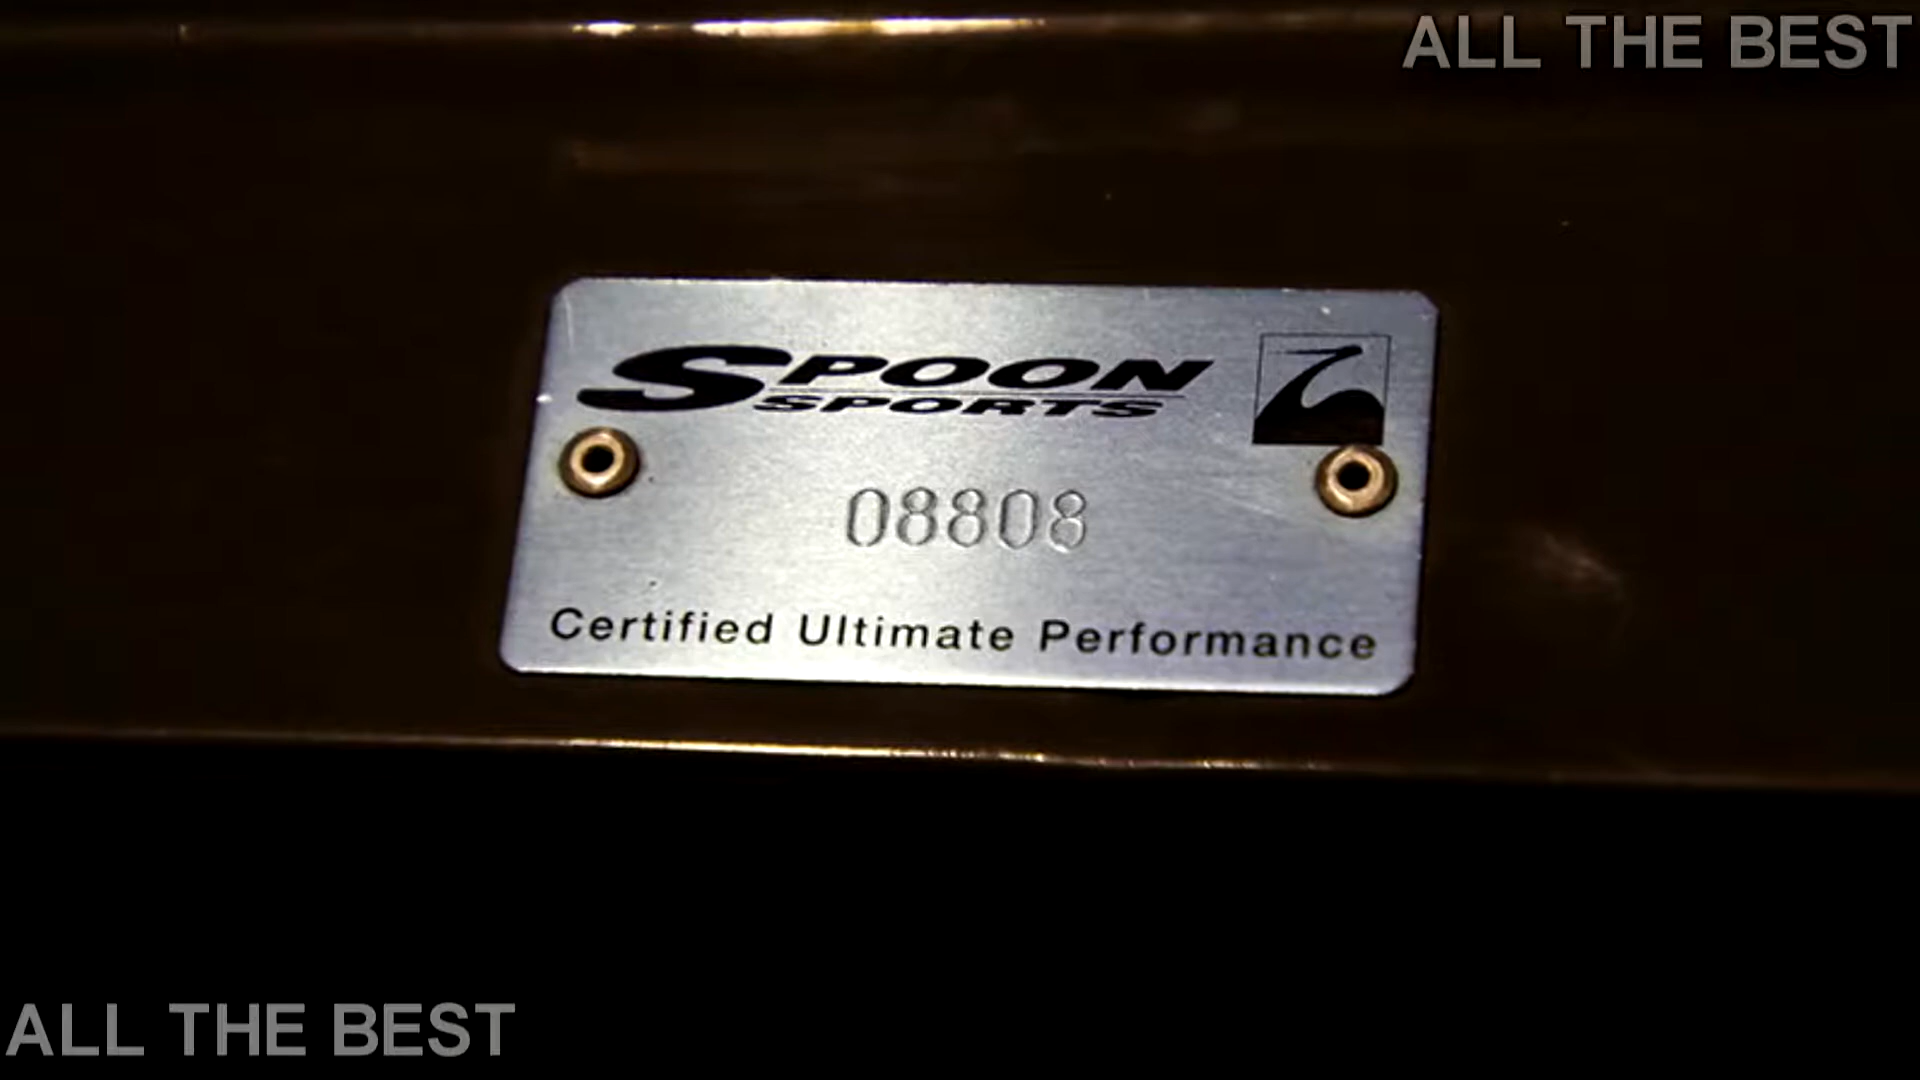 ALL THE BEST
SPOON
SPORTS
08808
Certified Ultimate Performance
ALL THE BEST